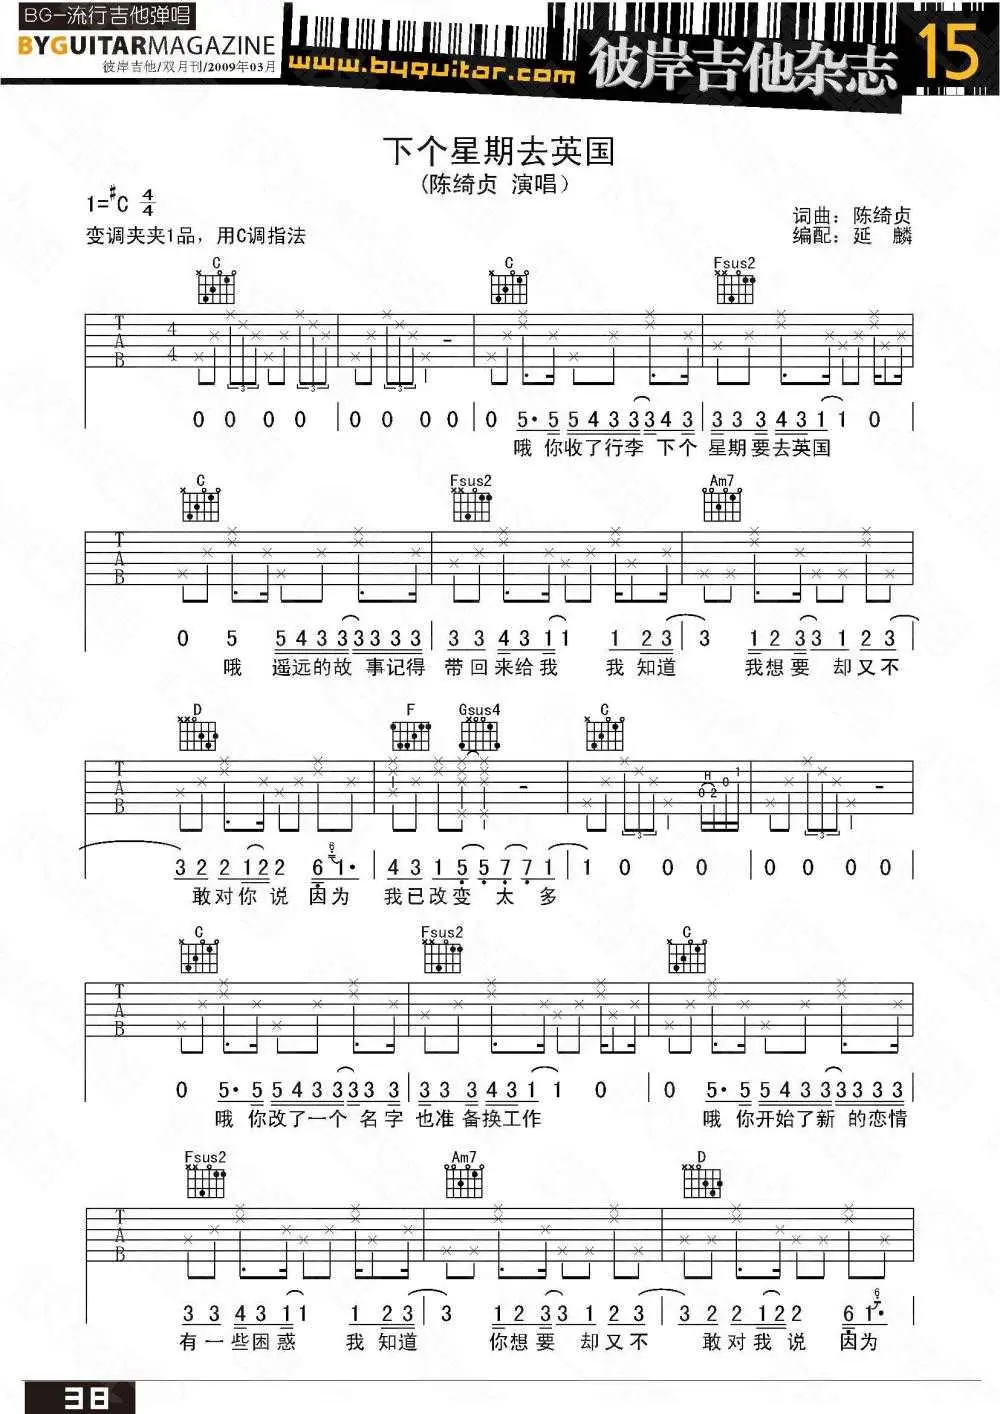 BG-流行吉他弹唱
BYGUITARMAGAZINE
彼岸吉他/双月刊/2009年03月
www.byguitar.com
彼岸吉他杂志
15
下个星期去英国
(陈绮贞 演唱)
1=#C 4/4
词曲：陈绮贞
变调夹夹1品，用C调指法
编配：延 麟
C C Fsus2
T A B 4 4 3 3 3
0 0 0 0 0 0 0 0 0 5· 5 5 4 3 3 3 4 3 3 3 3 4 3 1 1 0
哦 你收了行李 下个 星期要去英国
C Fsus2 Am7
T A B
0 5 5 4 3 3 3 3 3 3 3 3 4 3 1 1 1 2 3 3 1 2 3 3 1 2 3
哦 遥远的故 事记得 带回来给我 我 知道 我想要 却又不
D F Gsus4 C
T A B 3 H 0 2 0 1 3
3 2 2 1 2 2 6 6 1· 4 3 1 5 5 7 7 1 1 0 0 0 0 0 0 0
敢对你 说 因为 我已改变 太 多
C Fsus2 C
T A B
0 5· 5 5 4 3 3 3 3 3 3 3 3 4 3 1 1 0 0 5· 5 5 4 3 3 3 3 3 3
哦 你改了一个 名字 也准备换工作 哦 你开始了新 的恋情
Fsus2 Am7 D
T A B
3 3 4 3 1 1 1 2 3 3 1 2 3 3 1 2 3 3 2 2 1 2 2 6 6 1·
有一些困惑 我 知道 你想要 却又不 敢对我 说 因为
38